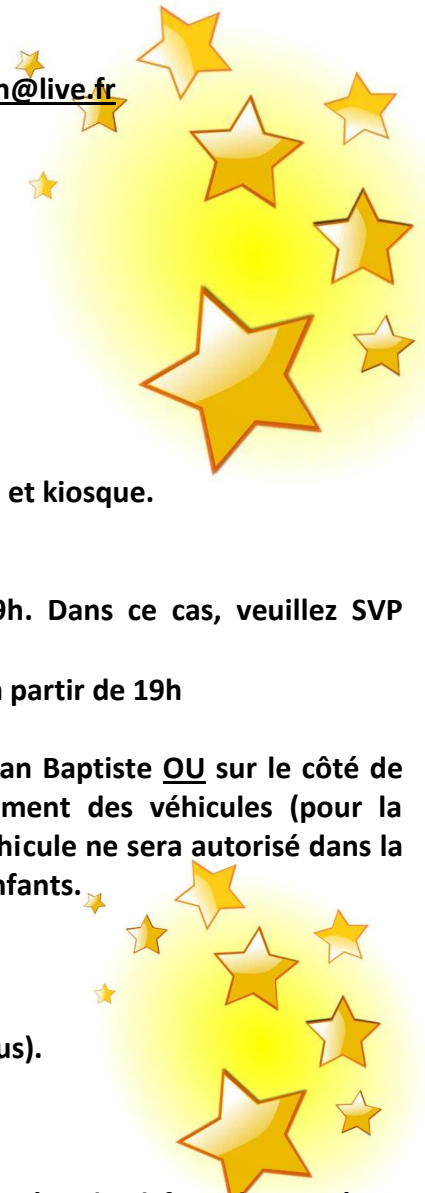 n@live.fr
et kiosque.
9h. Dans ce cas, veuillez SVP
partir de 19h
an Baptiste OU sur le côté de
ment des véhicules (pour la
hicule ne sera autorisé dans la
nfants.
us).